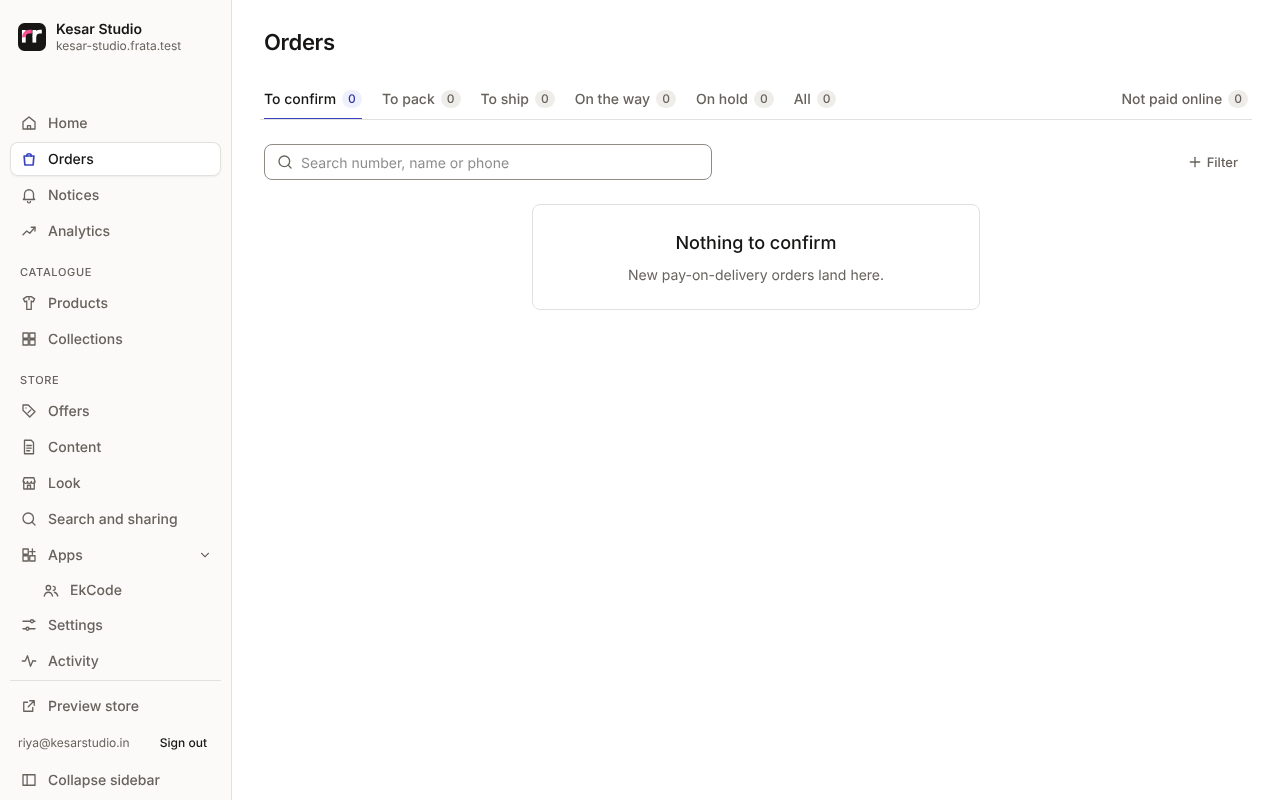 Kesar Studio
kesar-studio.frata.test
Home
Orders
Notices
Analytics
CATALOGUE
Products
Collections
STORE
Offers
Content
Look
Search and sharing
Apps
EkCode
Settings
Activity
Preview store
riya@kesarstudio.in Sign out
Collapse sidebar
Orders
To confirm 0 To pack 0 To ship 0 On the way 0 On hold 0 All 0 Not paid online 0
Search number, name or phone
Filter
Nothing to confirm
New pay-on-delivery orders land here.